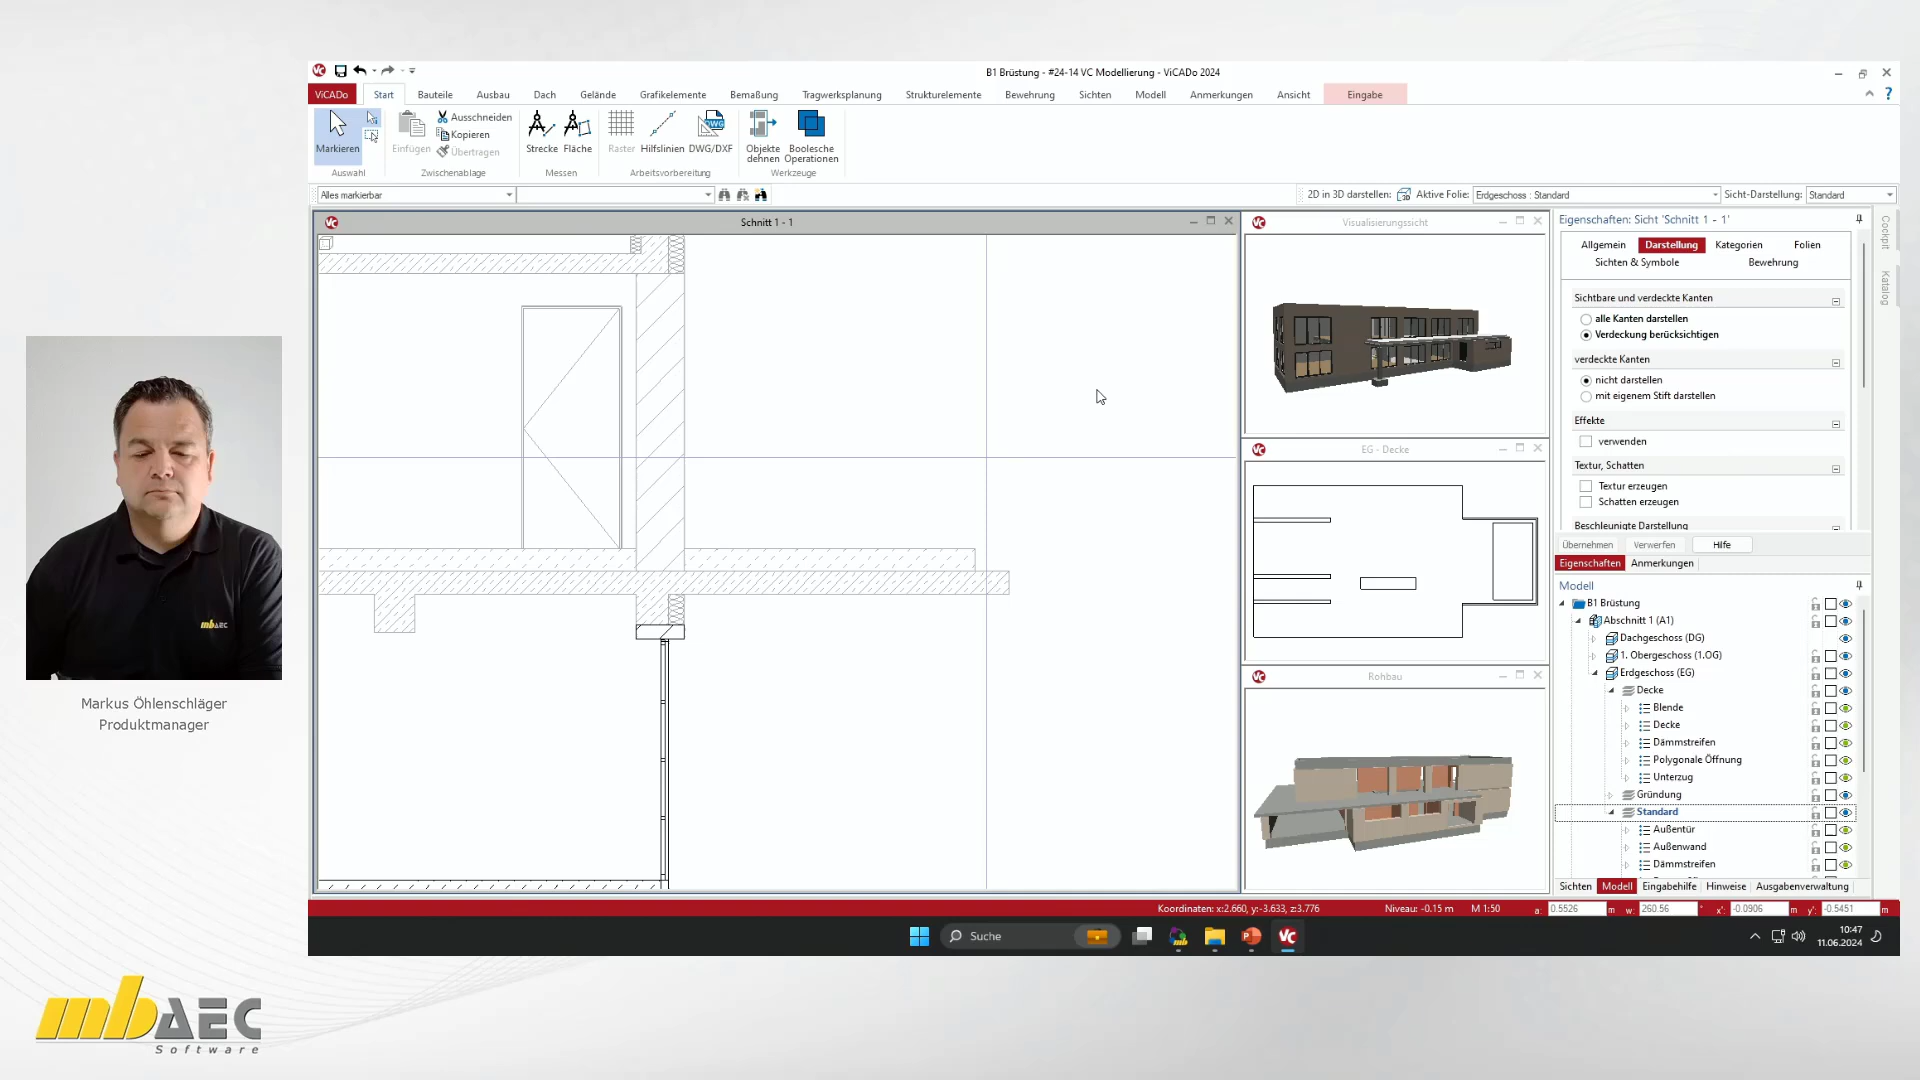 B1 Brüstung - #24-14 VC Modellierung - ViCADo 2024
ViCADo Start Bauteile Ausbau Dach Gelände Grafikelemente Bemaßung Tragwerksplanung Strukturelemente Bewehrung Sichten Modell Anmerkungen Ansicht Eingabe
Markieren
Auswahl
Einfügen
Ausschneiden
Kopieren
Übertragen
Zwischenablage
Strecke Fläche
Messen
Raster Hilfslinien DWG/DXF
Arbeitsvorbereitung
Objekte dehnen
Boolesche Operationen
Werkzeuge
Alles markierbar
2D in 3D darstellen: Aktive Folie: Erdgeschoss : Standard Sicht-Darstellung: Standard
Schnitt 1 - 1
Visualisierungssicht
EG - Decke
Rohbau
Eigenschaften: Sicht 'Schnitt 1 - 1'
Allgemein Darstellung Kategorien Folien
Sichten & Symbole Bewehrung
Sichtbare und verdeckte Kanten
alle Kanten darstellen
Verdeckung berücksichtigen
verdeckte Kanten
nicht darstellen
mit eigenem Stift darstellen
Effekte
verwenden
Textur, Schatten
Textur erzeugen
Schatten erzeugen
Beschleunigte Darstellung
Übernehmen Verwerfen Hilfe
Eigenschaften Anmerkungen
Cockpit
Katalog
Modell
B1 Brüstung
Abschnitt 1 (A1)
Dachgeschoss (DG)
1. Obergeschoss (1.OG)
Erdgeschoss (EG)
Decke
Blende
Decke
Dämmstreifen
Polygonale Öffnung
Unterzug
Gründung
Standard
Außentür
Außenwand
Dämmstreifen
Sichten Modell Eingabehilfe Hinweise Ausgabenverwaltung
Koordinaten: x:2.660, y:-3.633, z:3.776 Niveau: -0.15 m M 1:50 a: 0.5526 m w: 260.56 ° x': -0.0906 m y': -0.5451 m
Suche
10:47
11.06.2024
mbAEC
Markus Öhlenschläger
Produktmanager
mbAEC
Software